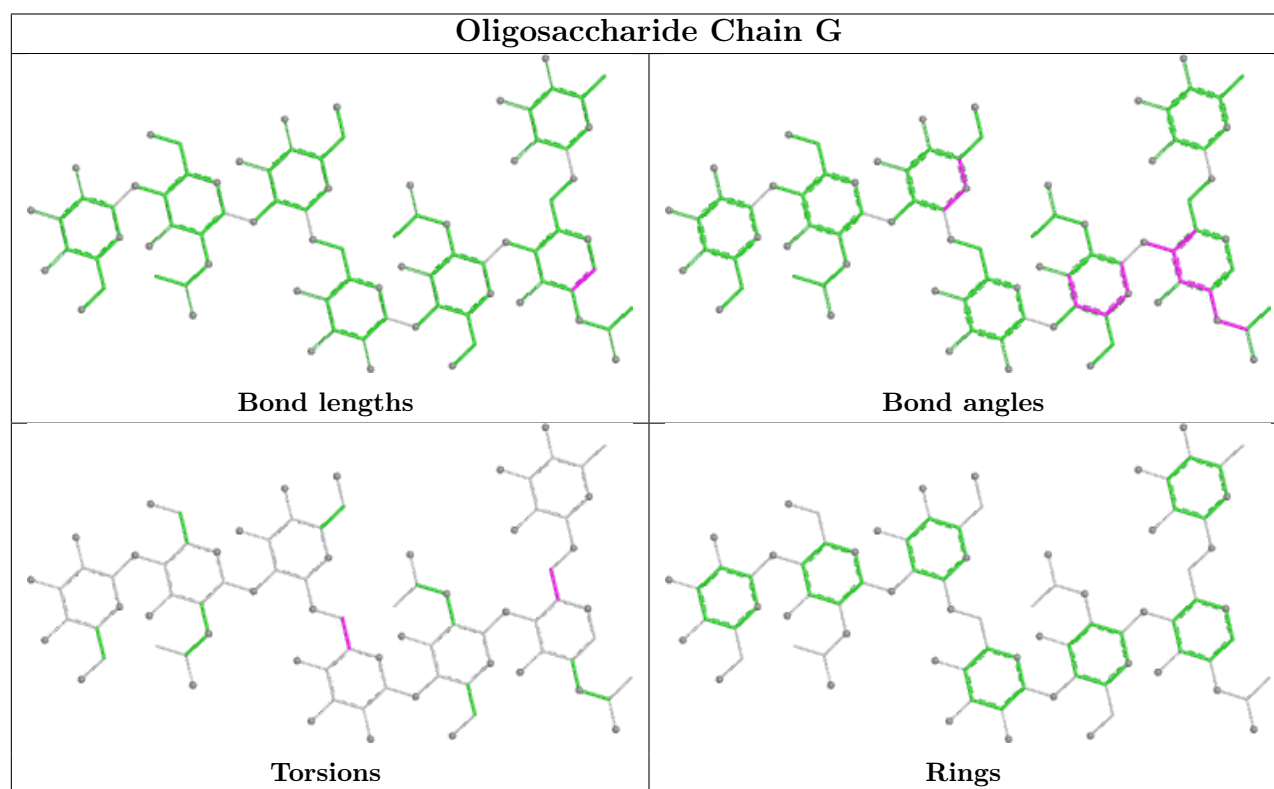 Oligosaccharide Chain G
Bond lengths
Bond angles
Torsions
Rings